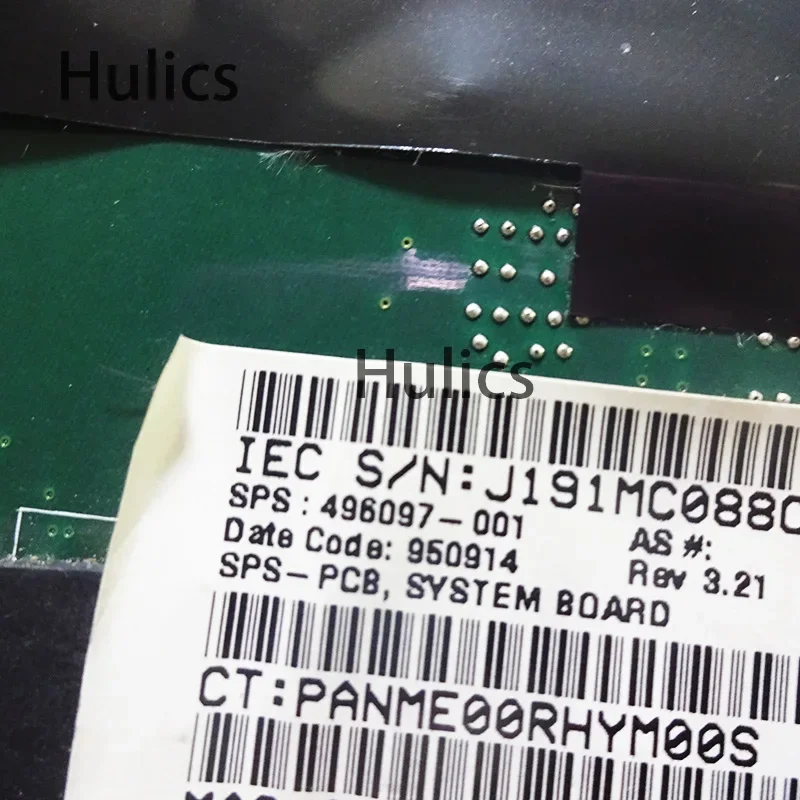 Hulics
Hulics
IEC S/N:J191MC088
SPS: 496097-001
AS #:
Date Code: 950914
Rev 3.21
SPS-PCB, SYSTEM BOARD
CT:PANME00RHYM00S